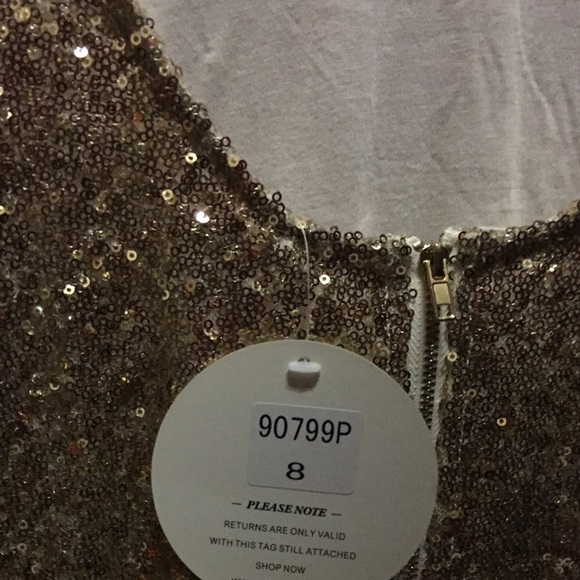 90799P
8
— PLEASE NOTE —
RETURNS ARE ONLY VALID
WITH THIS TAG STILL ATTACHED
SHOP NOW